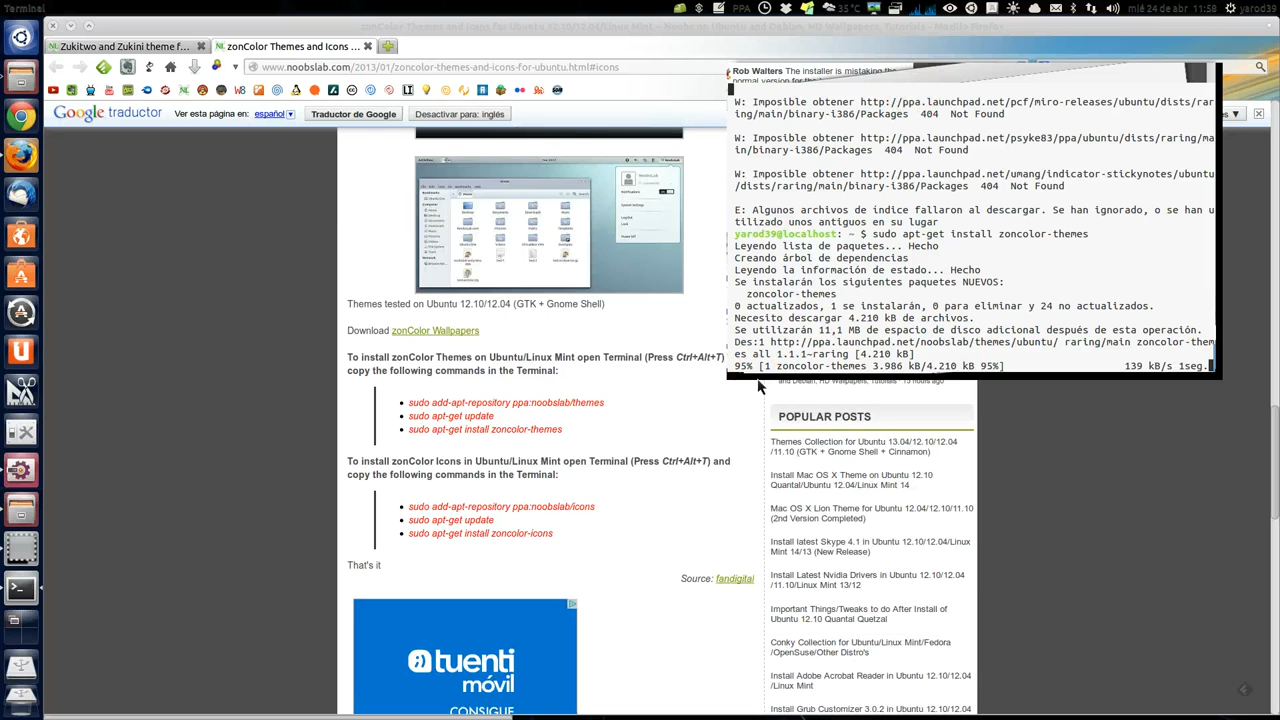 Terminal
PPA
35°C
mié 24 de abr
11:58
yarod39
zonColor Themes and Icons for Ubuntu 12.10/12.04/Linux Mint
Zukitwo and Zukini theme f...
zonColor Themes and Icons ...
www.noobslab.com/2013/01/zoncolor-themes-and-icons-for-ubuntu.html#icons
Google traductor
Ver esta página en:
español
Traductor de Google
Desactivar para: inglés
Themes tested on Ubuntu 12.10/12.04 (GTK + Gnome Shell)
Download zonColor Wallpapers
To install zonColor Themes on Ubuntu/Linux Mint open Terminal (Press Ctrl+Alt+T)
copy the following commands in the Terminal:
sudo add-apt-repository ppa:noobslab/themes
sudo apt-get update
sudo apt-get install zoncolor-themes
To install zonColor Icons in Ubuntu/Linux Mint open Terminal (Press Ctrl+Alt+T) and
copy the following commands in the Terminal:
sudo add-apt-repository ppa:noobslab/icons
sudo apt-get update
sudo apt-get install zoncolor-icons
That's it
Source: fandigital
tuenti
móvil
CONSIGUE
Rob Walters The installer is mistaking the
W: Imposible obtener http://ppa.launchpad.net/pcf/miro-releases/ubuntu/dists/rar
ing/main/binary-i386/Packages 404 Not Found
W: Imposible obtener http://ppa.launchpad.net/psyke83/ppa/ubuntu/dists/raring/ma
in/binary-i386/Packages 404 Not Found
W: Imposible obtener http://ppa.launchpad.net/umang/indicator-stickynotes/ubuntu
/dists/raring/main/binary-i386/Packages 404 Not Found
E: Algunos archivos de índice fallaron al descargar. Se han ignorado, o se han u
tilizado unos antiguos en su lugar
yarod39@localhost: ~ $ sudo apt-get install zoncolor-themes
Leyendo lista de paquetes... Hecho
Creando árbol de dependencias
Leyendo la información de estado... Hecho
Se instalarán los siguientes paquetes NUEVOS:
zoncolor-themes
0 actualizados, 1 se instalarán, 0 para eliminar y 24 no actualizados.
Necesito descargar 4.210 kB de archivos.
Se utilizarán 11,1 MB de espacio de disco adicional después de esta operación.
Des:1 http://ppa.launchpad.net/noobslab/themes/ubuntu/ raring/main zoncolor-them
es all 1.1.1~raring [4.210 kB]
95% [1 zoncolor-themes 3.986 kB/4.210 kB 95%] 139 kB/s 1seg.
and Debian, HD Wallpapers, Tutorials - 15 hours ago
POPULAR POSTS
Themes Collection for Ubuntu 13.04/12.10/12.04
/11.10 (GTK + Gnome Shell + Cinnamon)
Install Mac OS X Theme on Ubuntu 12.10
Quantal/Ubuntu 12.04/Linux Mint 14
Mac OS X Lion Theme for Ubuntu 12.04/12.10/11.10
(2nd Version Completed)
Install latest Skype 4.1 in Ubuntu 12.10/12.04/Linux
Mint 14/13 (New Release)
Install Latest Nvidia Drivers in Ubuntu 12.10/12.04
/11.10/Linux Mint 13/12
Important Things/Tweaks to do After Install of
Ubuntu 12.10 Quantal Quetzal
Conky Collection for Ubuntu/Linux Mint/Fedora
/OpenSuse/Other Distro's
Install Adobe Acrobat Reader in Ubuntu 12.10/12.04
/Linux Mint
Install Grub Customizer 3.0.2 in Ubuntu 12.10/12.04